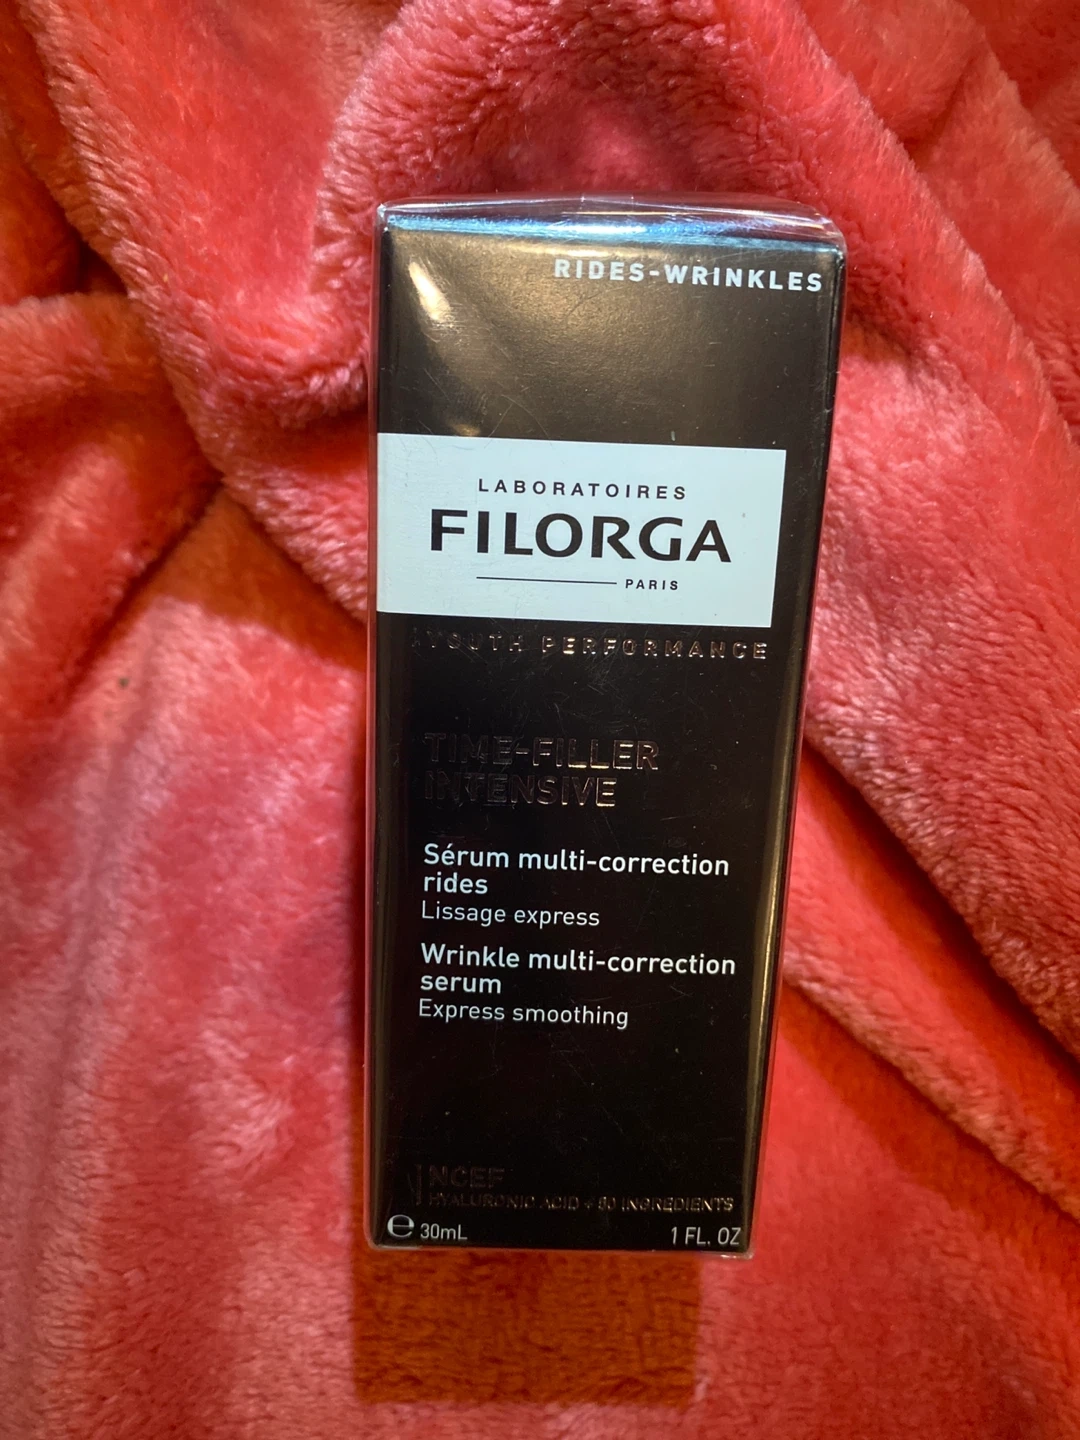 RIDES-WRINKLES
LABORATOIRES
FILORGA
PARIS
YOUTH PERFORMANCE
TIME-FILLER
INTENSIVE
Sérum multi-correction
rides
Lissage express
Wrinkle multi-correction
serum
Express smoothing
NCEF
HYALURONIC ACID + 50 INGREDIENTS
e 30mL
1 FL. OZ